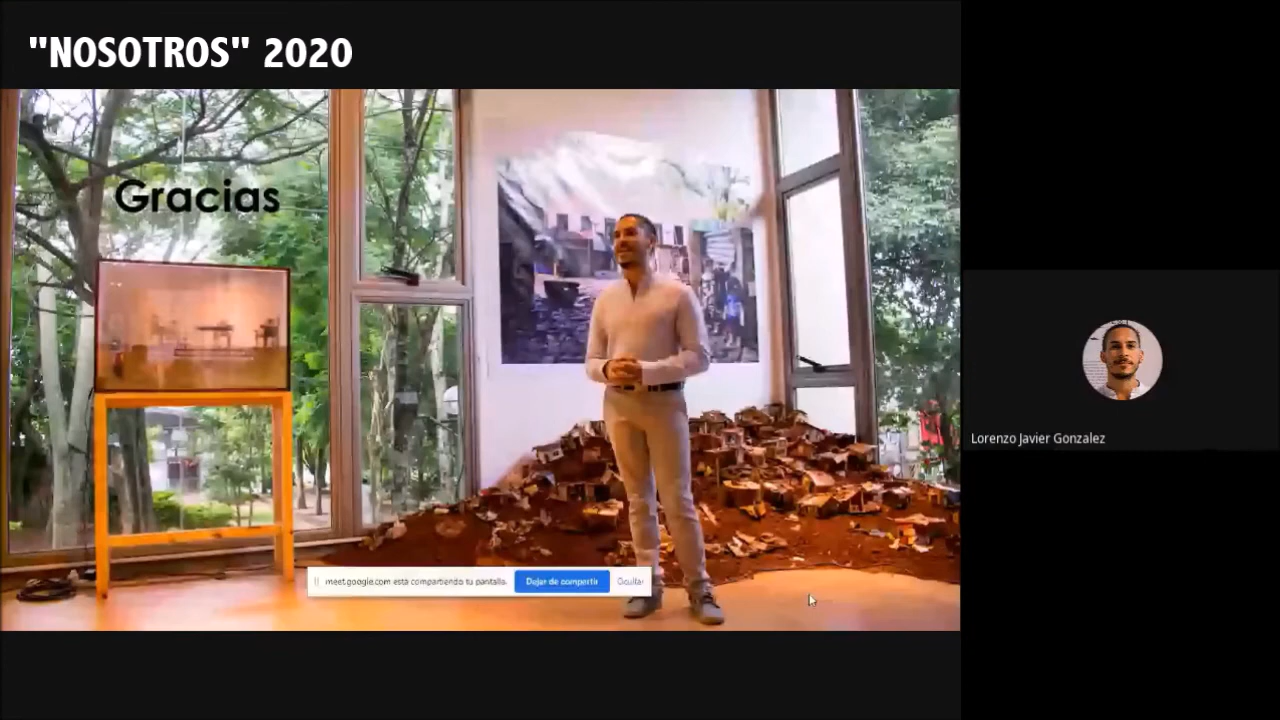 "NOSOTROS" 2020
Gracias
meet.google.com está compartiendo tu pantalla.
Dejar de compartir
Ocultar
Lorenzo Javier Gonzalez